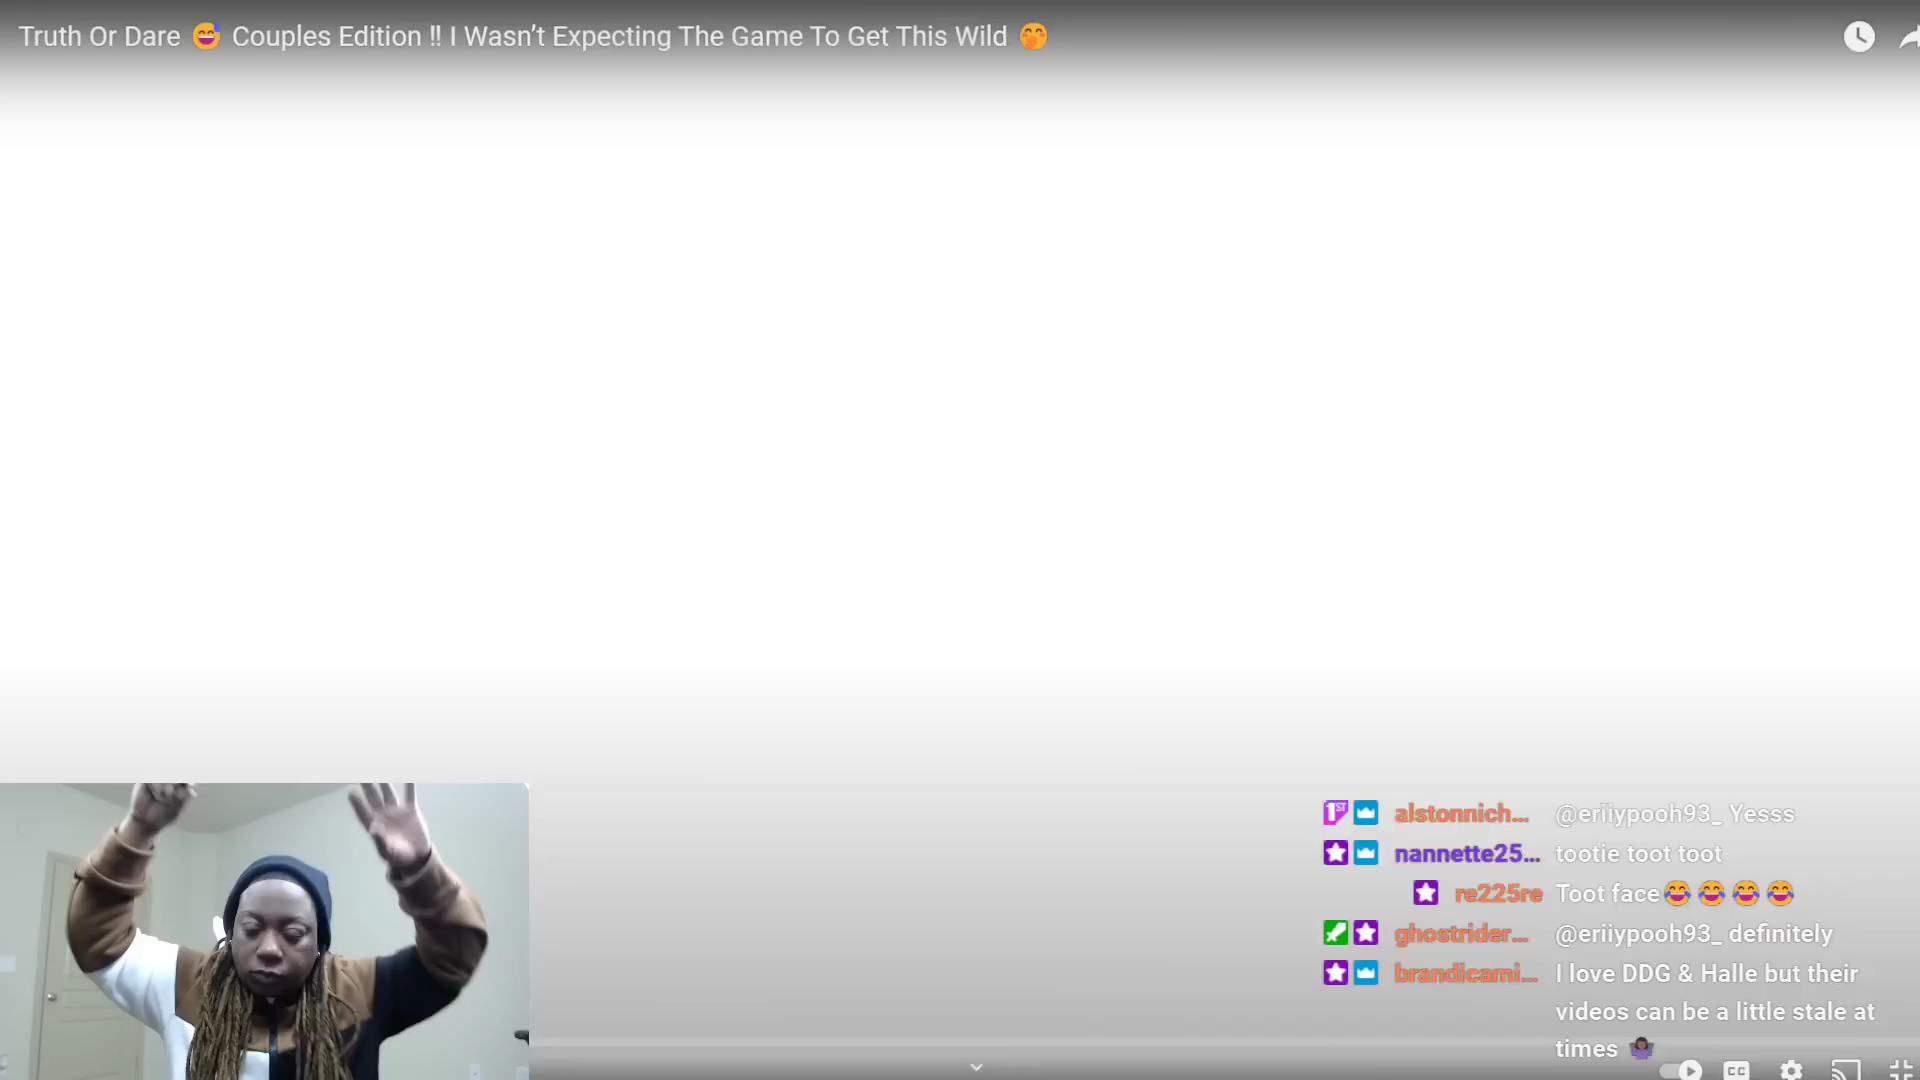 Truth Or Dare 😅 Couples Edition ‼ I Wasn’t Expecting The Game To Get This Wild 🤭
1ST alstonnich... @eriiypooh93_ Yesss
nannette25... tootie toot toot
re225re Toot face😂😂😂😂
ghostrider... @eriiypooh93_ definitely
brandicami... I love DDG & Halle but their
videos can be a little stale at
times 🤷🏿‍♀️
CC